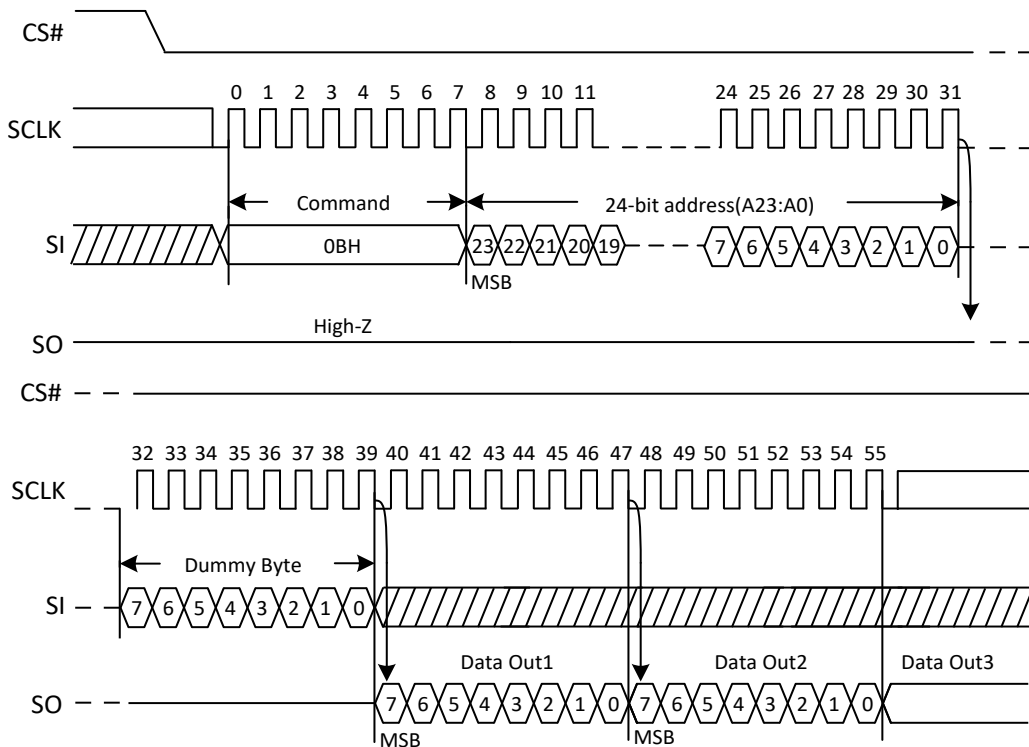 CS#
0 1 2 3 4 5 6 7 8 9 10 11 24 25 26 27 28 29 30 31
SCLK
Command 24-bit address(A23:A0)
SI 0BH 23 22 21 20 19 7 6 5 4 3 2 1 0
MSB
High-Z
SO
CS#
32 33 34 35 36 37 38 39 40 41 42 43 44 45 46 47 48 49 50 51 52 53 54 55
SCLK
Dummy Byte
SI 7 6 5 4 3 2 1 0
Data Out1 Data Out2 Data Out3
SO 7 6 5 4 3 2 1 0 7 6 5 4 3 2 1 0
MSB MSB